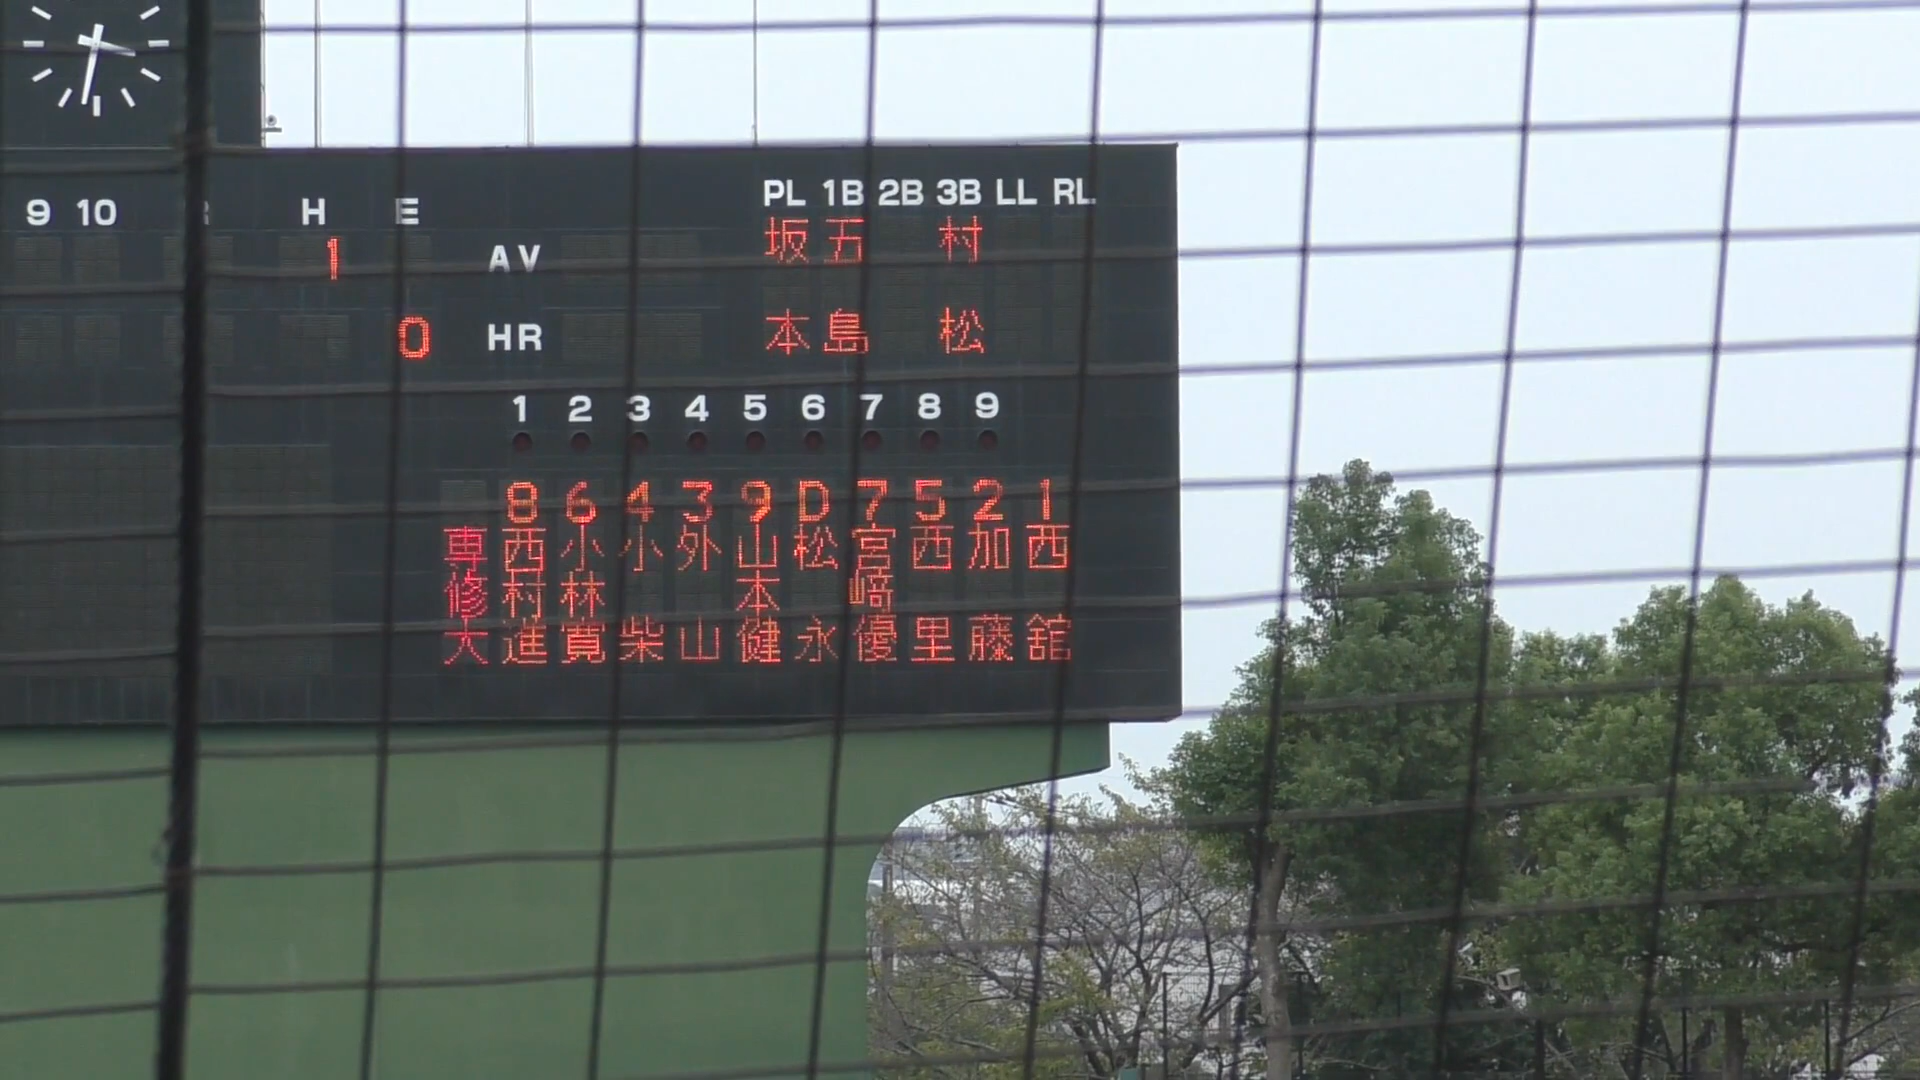 9 10 R H E
1
0
AV
HR
PL 1B 2B 3B LL RL
坂本 五島 村松
1 2 3 4 5 6 7 8 9
8 6 4 3 9 D 7 5 2 1
専修大
西村進
小林寛
小柴
外山
山本健
松永
宮﨑優
西里
加藤
西舘